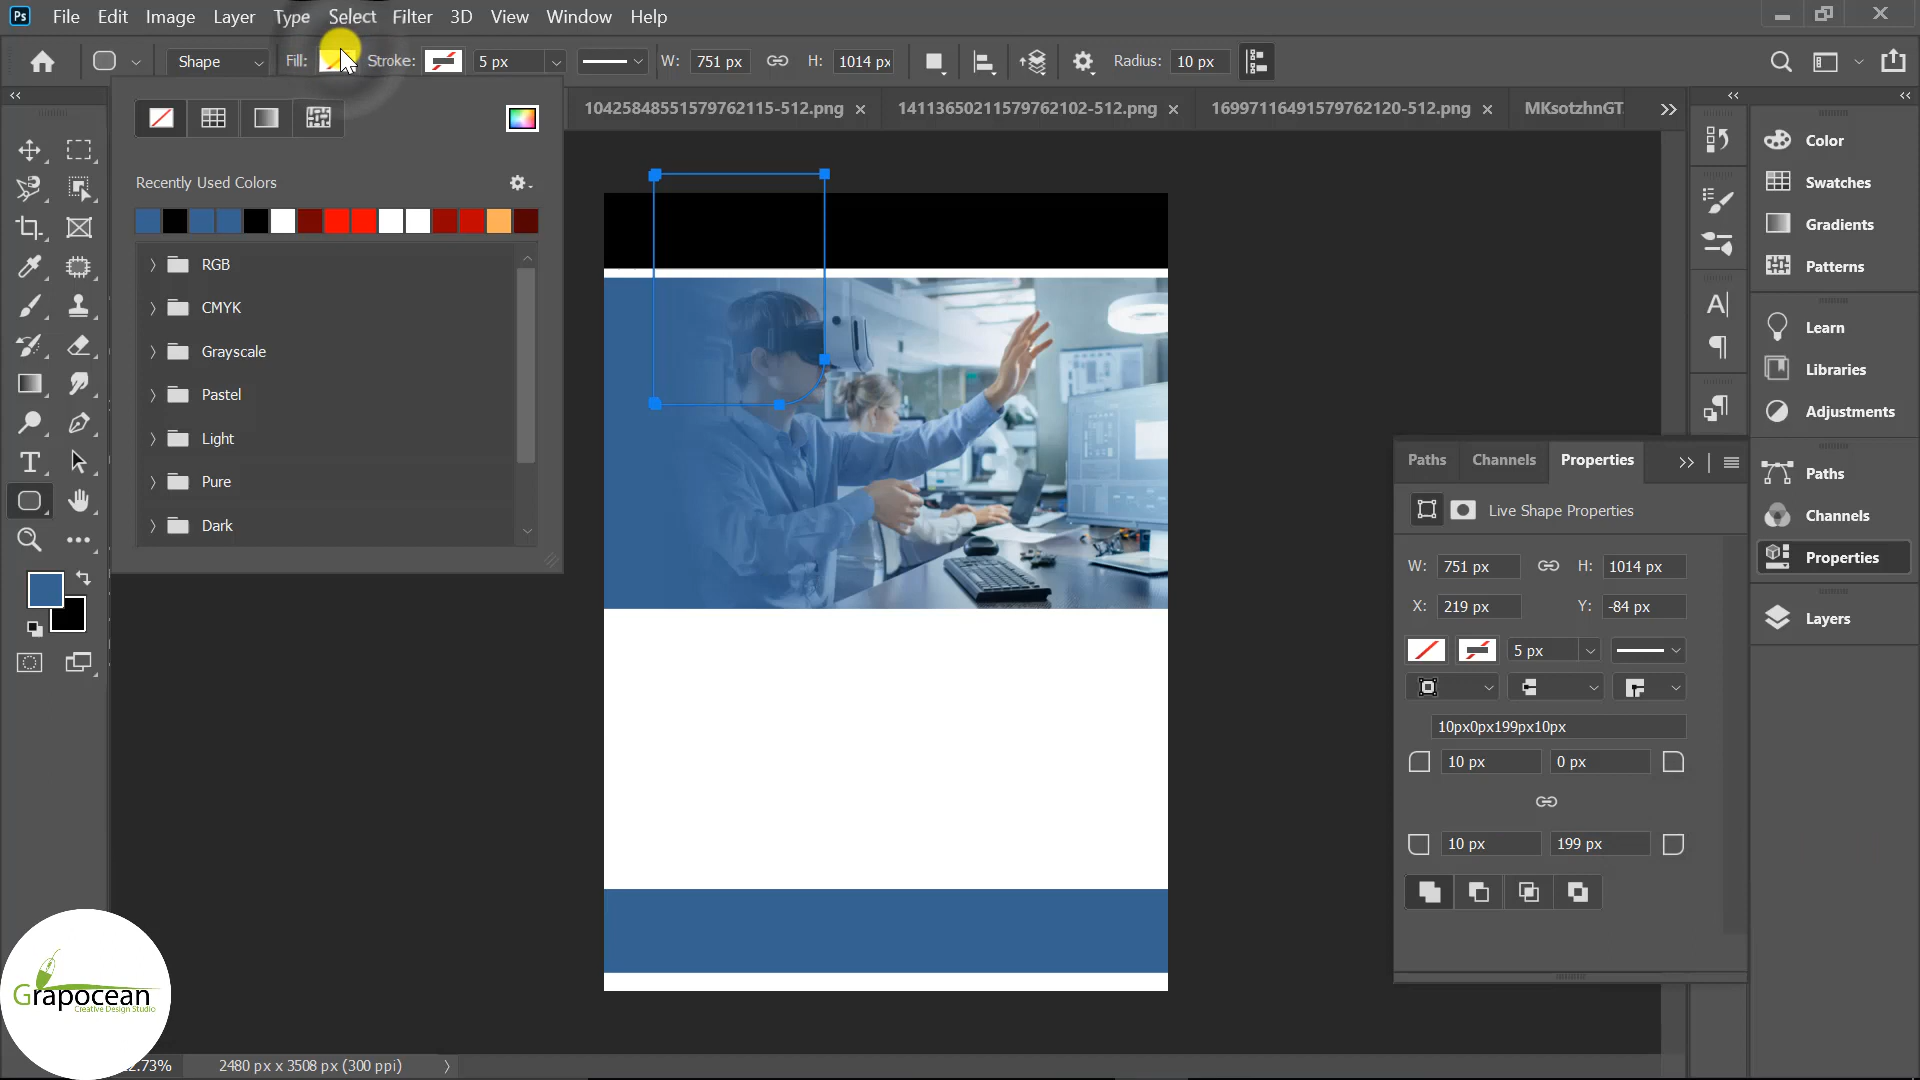 Ps File Edit Image Layer Type Select Filter 3D View Window Help
Shape Fill: Stroke: 5 px W: 751 px H: 1014 px Radius: 10 px
10425848551579762115-512.png × 14113650211579762102-512.png × 16997116491579762120-512.png × MKsotzhnGT
Recently Used Colors
RGB
CMYK
Grayscale
Pastel
Light
Pure
Dark
Color
Swatches
Gradients
Patterns
Learn
Libraries
Adjustments
Paths
Channels
Properties
Layers
Paths Channels Properties
Live Shape Properties
W: 751 px H: 1014 px
X: 219 px Y: -84 px
5 px
10px0px199px10px
10 px 0 px
10 px 199 px
Grapocean
Creative Design Studio
2.73% 2480 px x 3508 px (300 ppi)